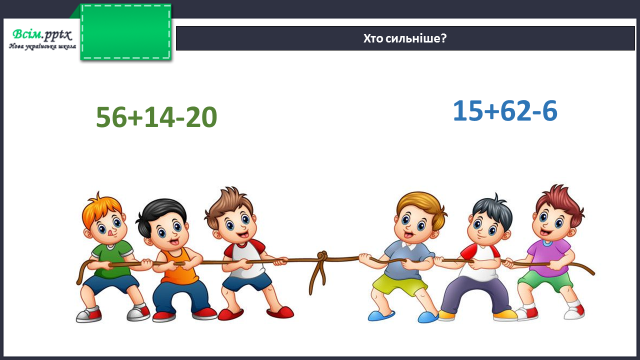 Всім.pptx
Нова українська школа
Хто сильніше?
56+14-20
15+62-6